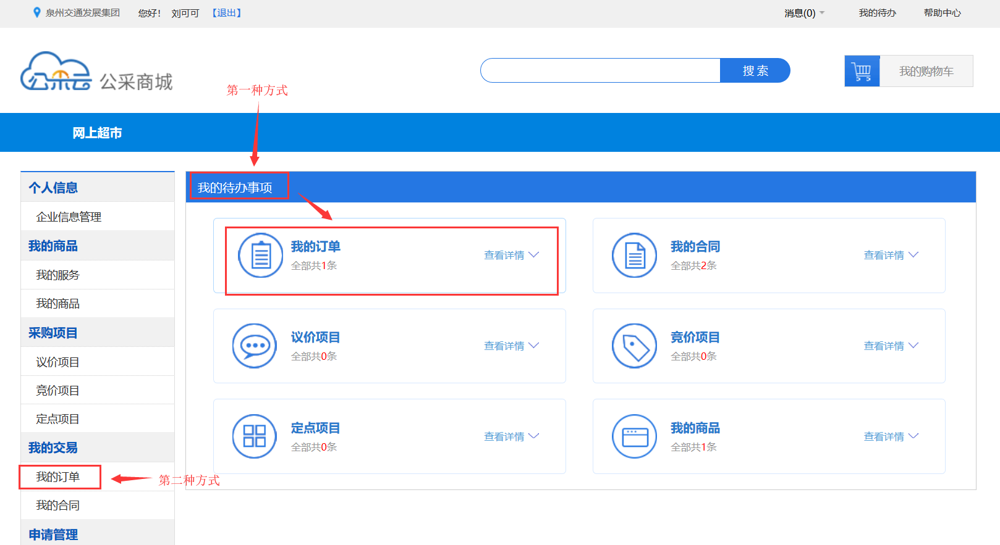 泉州交通发展集团 您好! 刘可可 【退出】 消息(0) 我的待办 帮助中心
公采云 公采商城 搜 索 我的购物车
第一种方式
网上超市
个人信息
企业信息管理
我的商品
我的服务
我的商品
采购项目
议价项目
竞价项目
定点项目
我的交易
我的订单
第二种方式
我的合同
申请管理
我的待办事项
我的订单
全部共1条
查看详情
我的合同
全部共2条
查看详情
议价项目
全部共0条
查看详情
竞价项目
全部共0条
查看详情
定点项目
全部共0条
查看详情
我的商品
全部共1条
查看详情